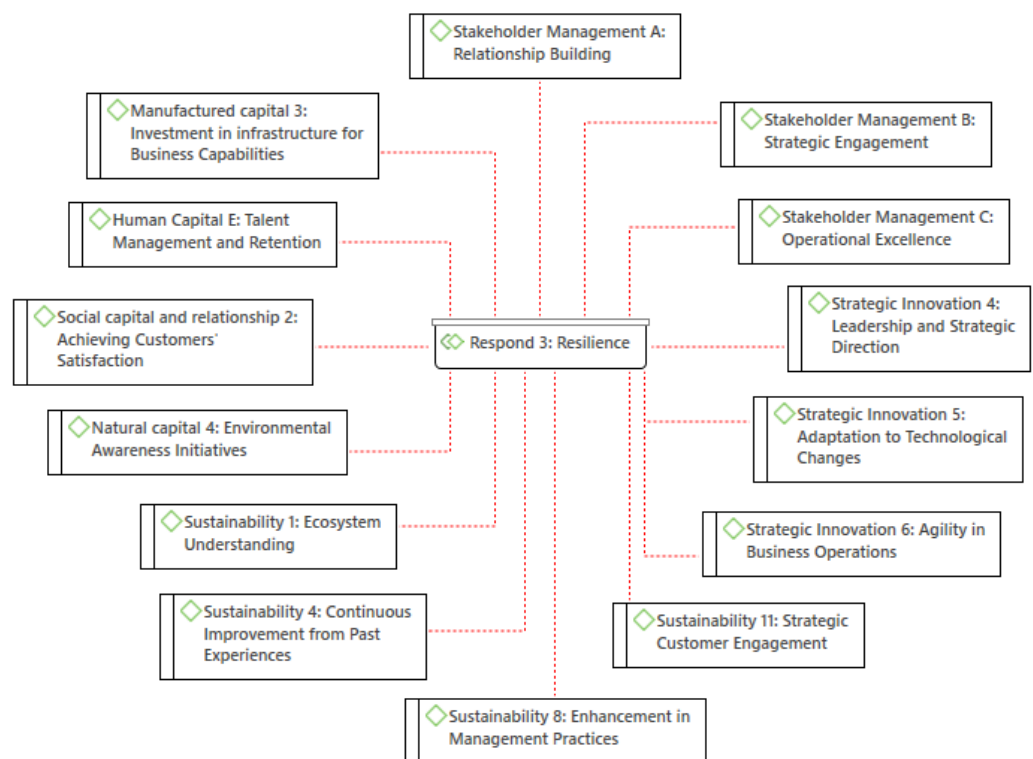 Stakeholder Management A:
Relationship Building
Manufactured capital 3:
Investment in infrastructure for
Business Capabilities
Stakeholder Management B:
Strategic Engagement
Human Capital E: Talent
Management and Retention
Stakeholder Management C:
Operational Excellence
Social capital and relationship 2:
Achieving Customers'
Satisfaction
Respond 3: Resilience
Strategic Innovation 4:
Leadership and Strategic
Direction
Natural capital 4: Environmental
Awareness Initiatives
Strategic Innovation 5:
Adaptation to Technological
Changes
Sustainability 1: Ecosystem
Understanding
Strategic Innovation 6: Agility in
Business Operations
Sustainability 4: Continuous
Improvement from Past
Experiences
Sustainability 11: Strategic
Customer Engagement
Sustainability 8: Enhancement in
Management Practices